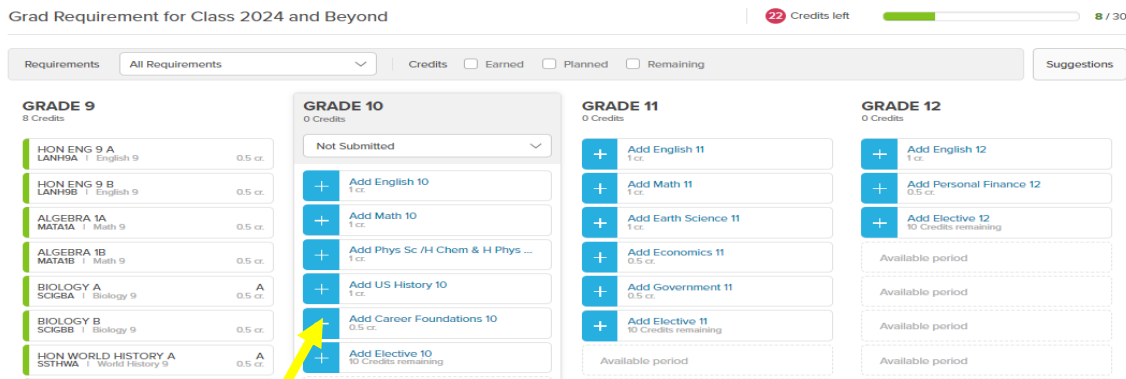 Grad Requirement for Class 2024 and Beyond
22 Credits left
8 / 30
Requirements
All Requirements
Credits
Earned
Planned
Remaining
Suggestions
GRADE 9
8 Credits
HON ENG 9 A
LANH9A | English 9 0.5 cr.
HON ENG 9 B
LANH9B | English 9 0.5 cr.
ALGEBRA 1A
MATA1A | Math 9 0.5 cr.
ALGEBRA 1B
MATA1B | Math 9 0.5 cr.
BIOLOGY A A
SCIGBA | Biology 9 0.5 cr.
BIOLOGY B
SCIGBB | Biology 9 0.5 cr.
HON WORLD HISTORY A A
SSTHWA | World History 9 0.5 cr.
GRADE 10
0 Credits
Not Submitted
Add English 10
1 cr.
Add Math 10
1 cr.
Add Phys Sc /H Chem & H Phys ...
1 cr.
Add US History 10
1 cr.
Add Career Foundations 10
0.5 cr.
Add Elective 10
10 Credits remaining
GRADE 11
0 Credits
Add English 11
1 cr.
Add Math 11
1 cr.
Add Earth Science 11
1 cr.
Add Economics 11
0.5 cr.
Add Government 11
0.5 cr.
Add Elective 11
10 Credits remaining
Available period
GRADE 12
0 Credits
Add English 12
1 cr.
Add Personal Finance 12
0.5 cr.
Add Elective 12
10 Credits remaining
Available period
Available period
Available period
Available period